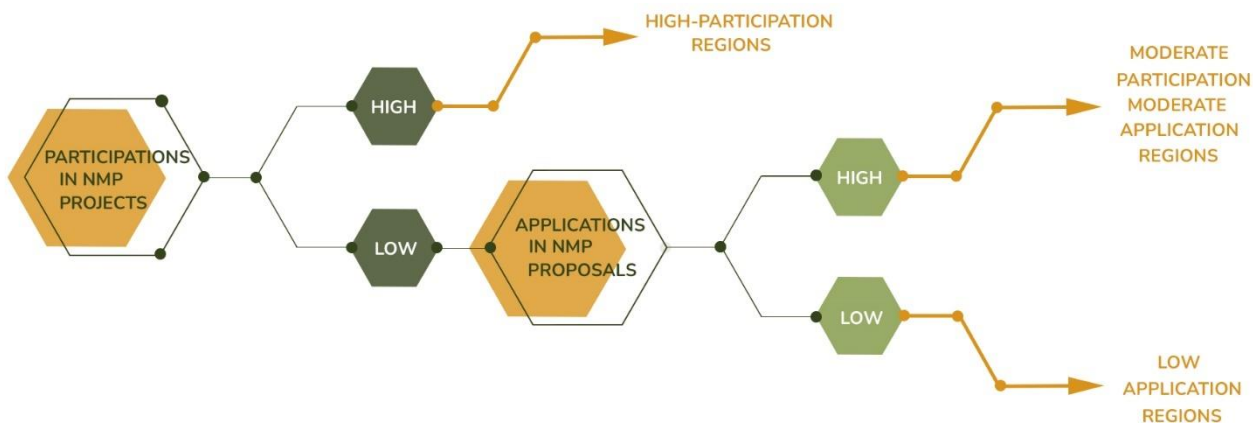 PARTICIPATIONS
IN NMP
PROJECTS
HIGH
HIGH-PARTICIPATION
REGIONS
LOW
APPLICATIONS
IN NMP
PROPOSALS
HIGH
MODERATE
PARTICIPATION
MODERATE
APPLICATION
REGIONS
LOW
LOW
APPLICATION
REGIONS